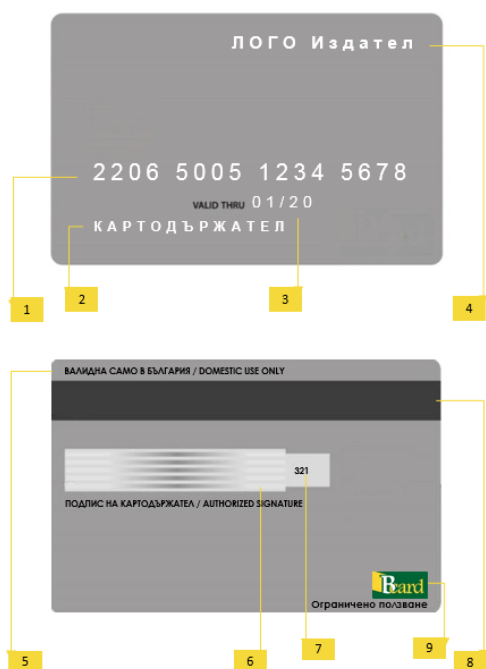 ЛОГО Издател
2206 5005 1234 5678
VALID THRU 01/20
КАРТОДЪРЖАТЕЛ
1
2
3
4
ВАЛИДНА САМО В БЪЛГАРИЯ / DOMESTIC USE ONLY
321
ПОДПИС НА КАРТОДЪРЖАТЕЛ / AUTHORIZED SIGNATURE
Bcard
Ограничено ползване
5
6
7
9
8